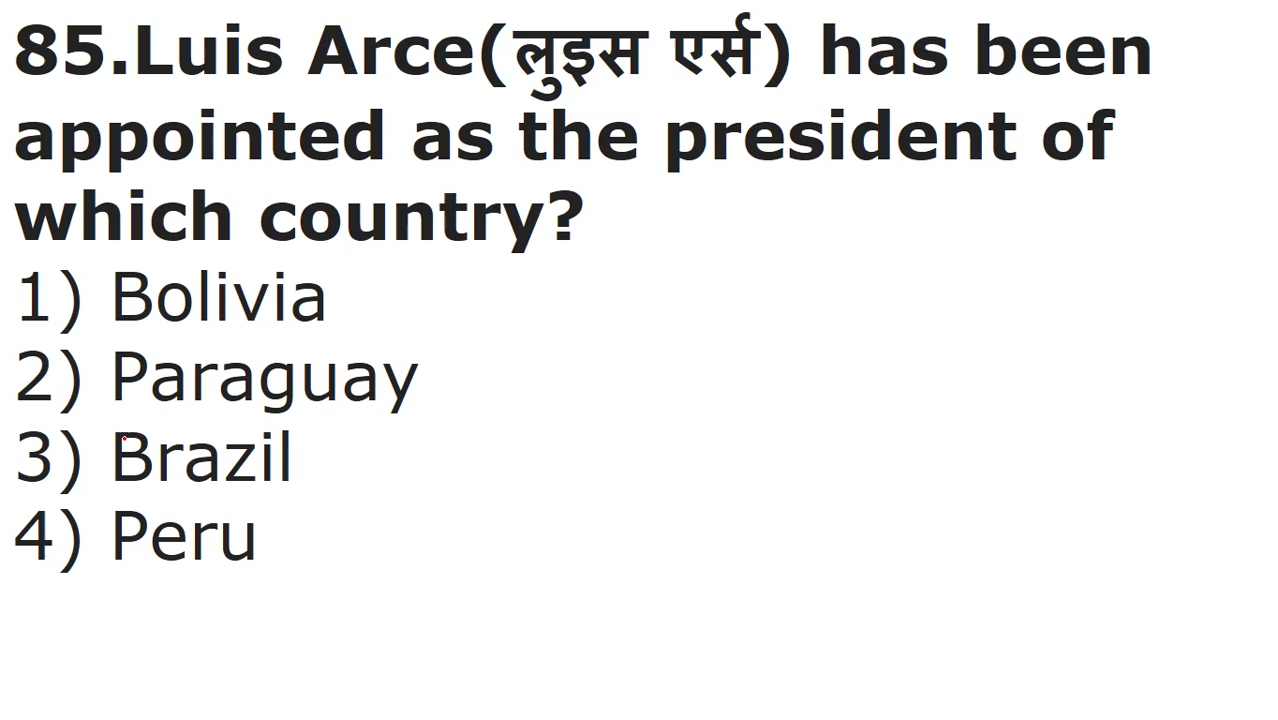 85.Luis Arce(लुइस एर्स) has been
appointed as the president of
which country?
1) Bolivia
2) Paraguay
3) Brazil
4) Peru